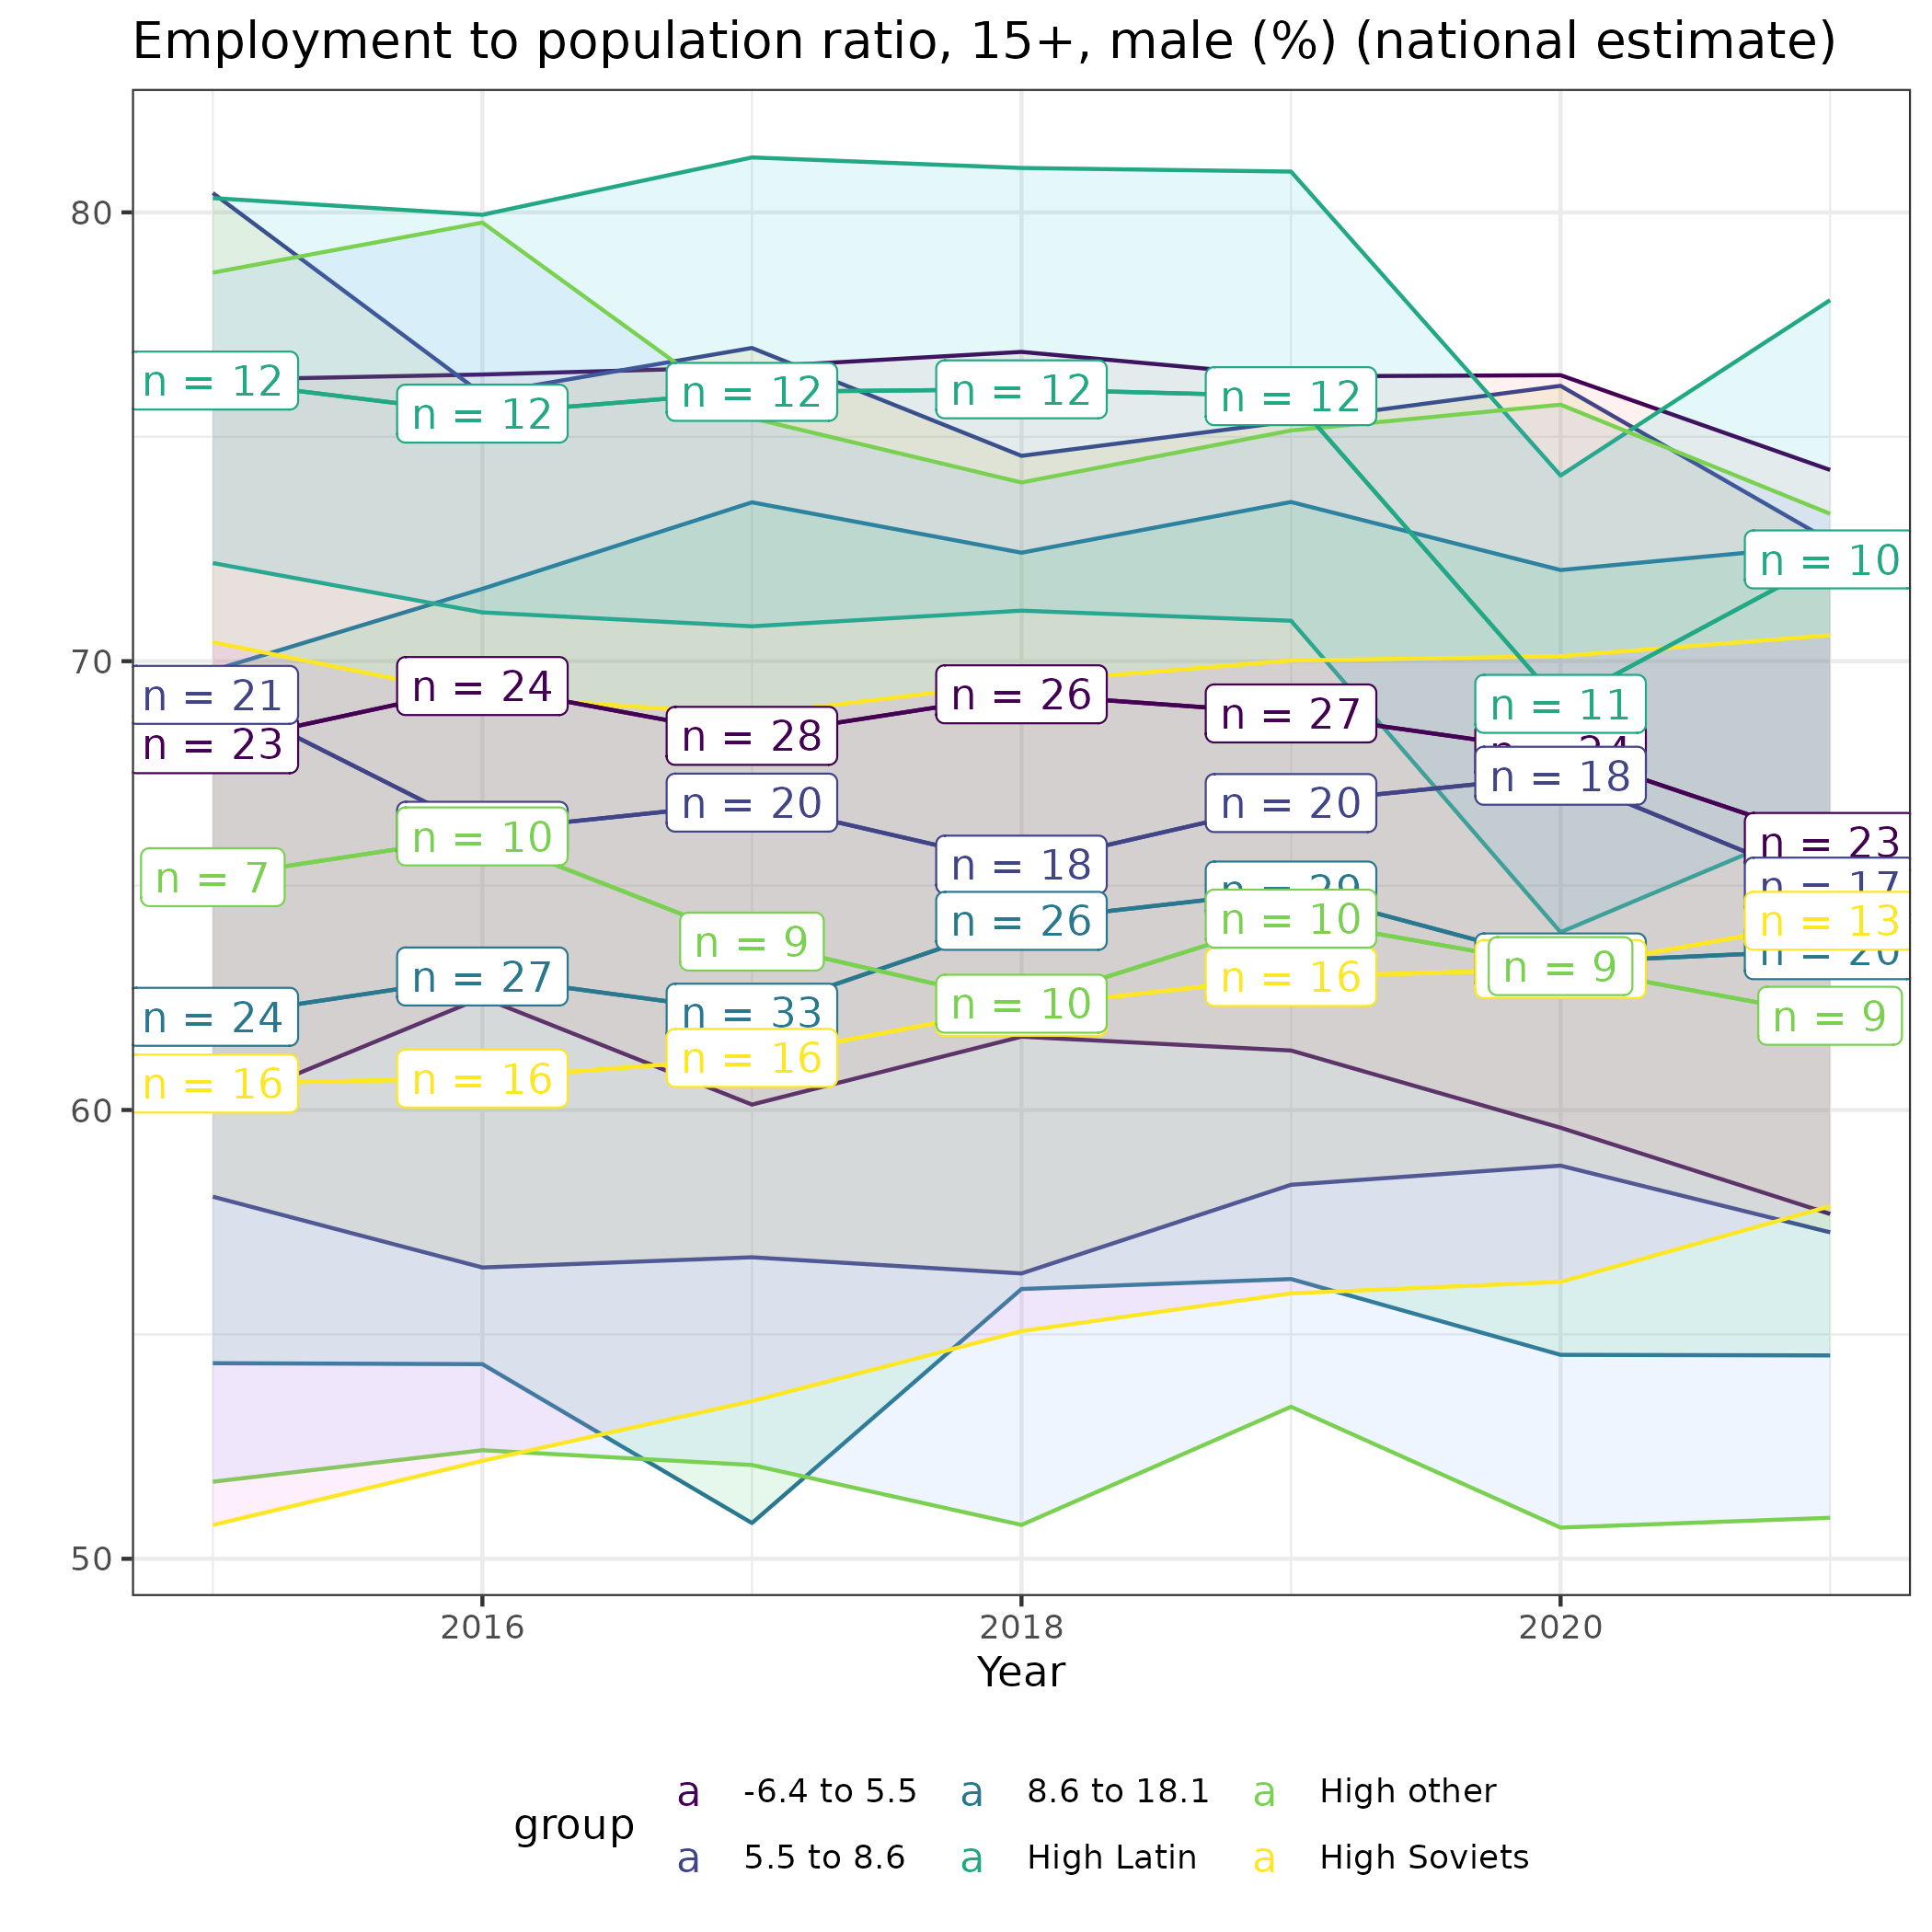 Employment to population ratio, 15+, male (%) (national estimate)
80
n = 12
n = 12
n = 12
n = 12
n = 12
n = 10
70
n = 21
n = 24
n = 26
n = 11
n = 27
n = 28
n = 23
n = 18
n = 20
n = 20
n = 10
n = 23
n = 18
n = 7
n = 17
n = 29
n = 10
n = 13
n = 26
n = 9
n = 20
n = 9
n = 27
n = 16
n = 24
n = 33
n = 10
n = 9
n = 16
n = 16
n = 16
60
50
2016 2018 2020
Year
group
a -6.4 to 5.5 a 8.6 to 18.1 a High other
a 5.5 to 8.6 a High Latin a High Soviets